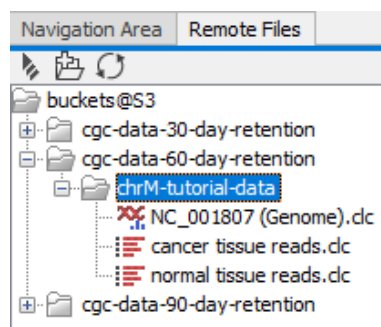 Navigation Area Remote Files
buckets@S3
cgc-data-30-day-retention
cgc-data-60-day-retention
chrM-tutorial-data
NC_001807 (Genome).clc
cancer tissue reads.clc
normal tissue reads.clc
cgc-data-90-day-retention